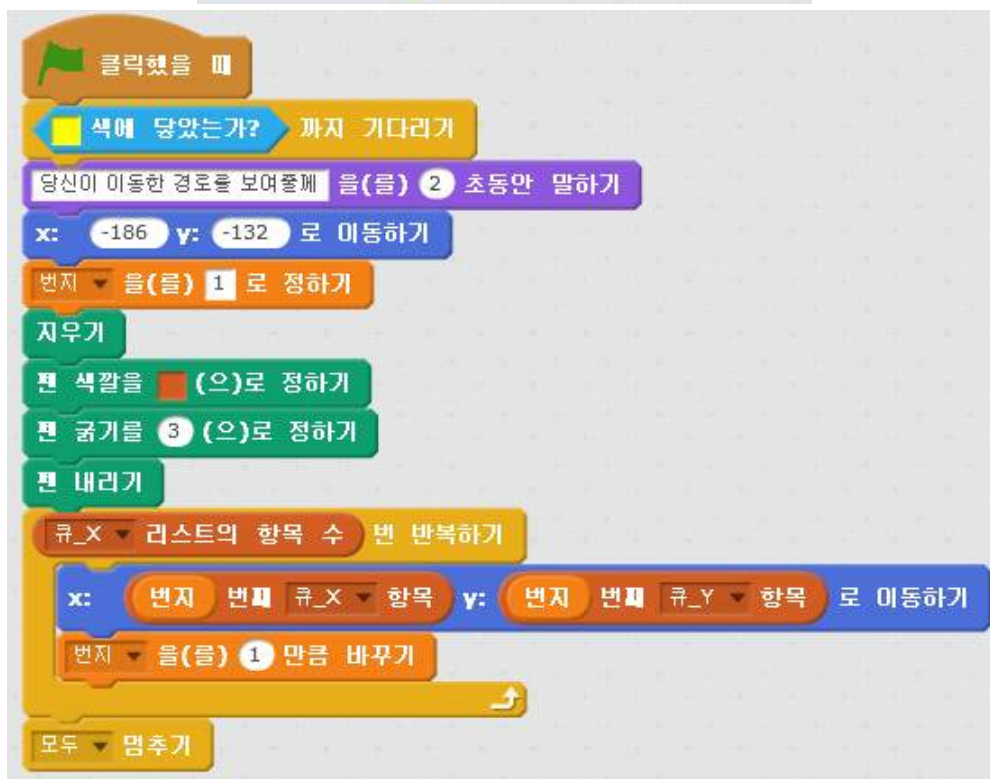 클릭했을 때
색에 닿았는가? 까지 기다리기
당신이 이동한 경로를 보여줄께 을(를) 2 초동안 말하기
x: -186 y: -132 로 이동하기
번지 을(를) 1 로 정하기
지우기
펜 색깔을 (으)로 정하기
펜 굵기를 3 (으)로 정하기
펜 내리기
큐_X 리스트의 항목 수 번 반복하기
x: 번지 번째 큐_X 항목 y: 번지 번째 큐_Y 항목 로 이동하기
번지 을(를) 1 만큼 바꾸기
모두 멈추기